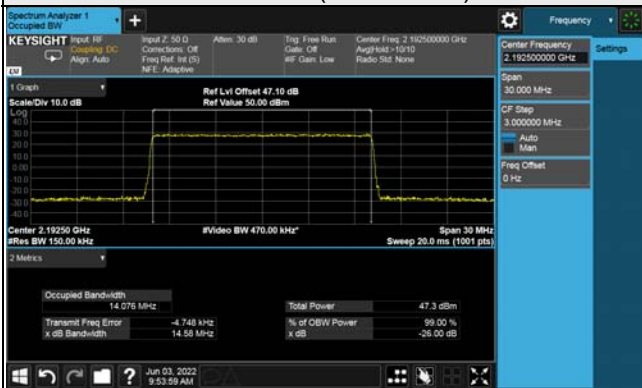 Spectrum Analyzer 1
Occupied BW
Frequency
KEYSIGHT
Input: RF
Coupling: DC
Align: Auto
Input Z: 50 Ω
Corrections: Off
Freq Ref: Int (S)
NFE: Adaptive
Atten: 30 dB
Trig: Free Run
Gate: Off
#IF Gain: Low
Center Freq: 2.192500000 GHz
Avg|Hold:>10/10
Radio Std: None
Center Frequency
2.192500000 GHz
Settings
Span
30.000 MHz
CF Step
3.000000 MHz
Auto
Man
Freq Offset
0 Hz
1 Graph
Scale/Div 10.0 dB
Ref Lvl Offset 47.10 dB
Ref Value 50.00 dBm
Log
40.0
30.0
20.0
10.0
0.00
-10.0
-20.0
-30.0
-40.0
Center 2.19250 GHz
#Res BW 150.00 kHz
#Video BW 470.00 kHz*
Span 30 MHz
Sweep 20.0 ms (1001 pts)
2 Metrics
Occupied Bandwidth
14.076 MHz
Total Power 47.3 dBm
Transmit Freq Error -4.748 kHz
% of OBW Power 99.00 %
x dB Bandwidth 14.58 MHz
x dB -26.00 dB
Jun 03, 2022
9:53:59 AM